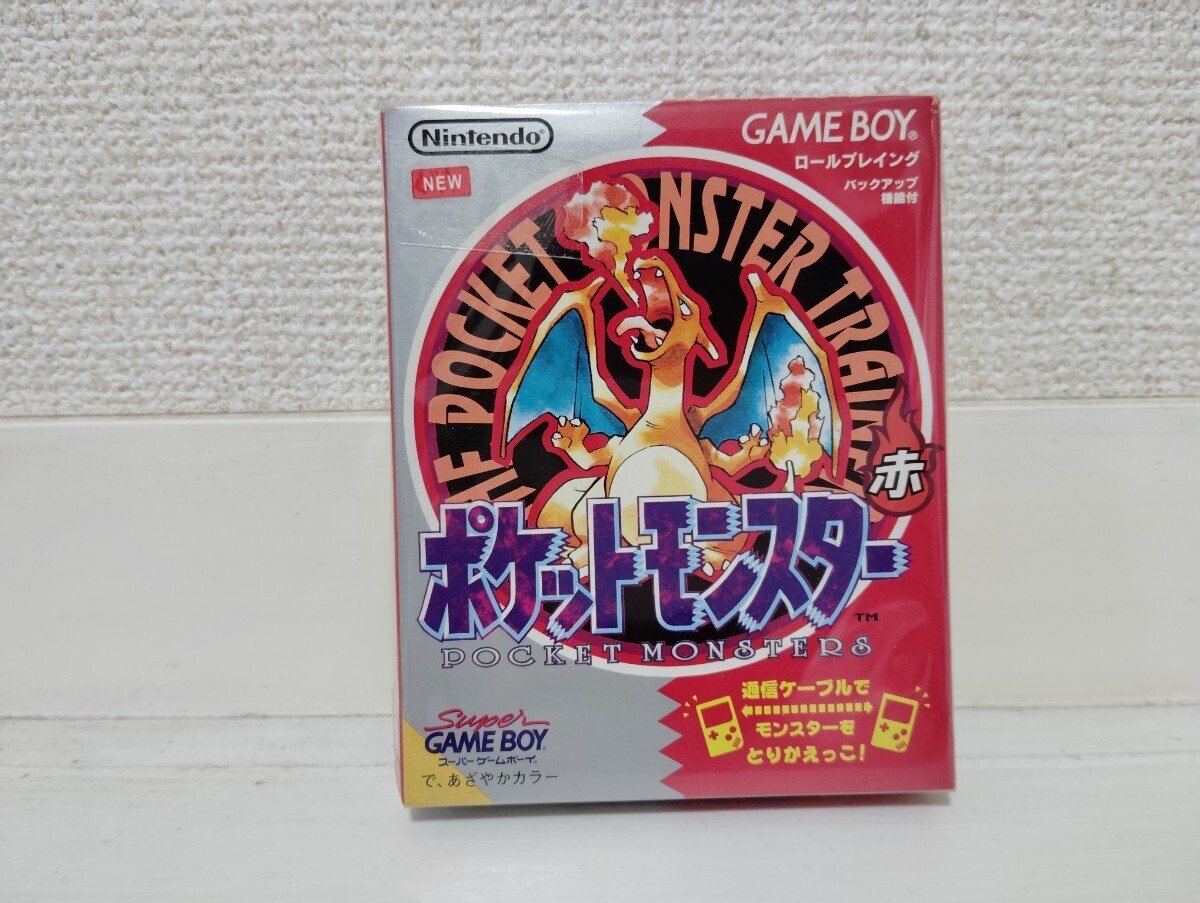 Nintendo
GAME BOY
ロールプレイング
NEW
バックアップ
機能付
POCKET
NSTER
赤
ポケットモンスター
TM
POCKET MONSTERS
通信ケーブルで
モンスターを
とりかえっこ!
Super
GAME BOY
スーパーゲームボーイ
で、あざやかカラー